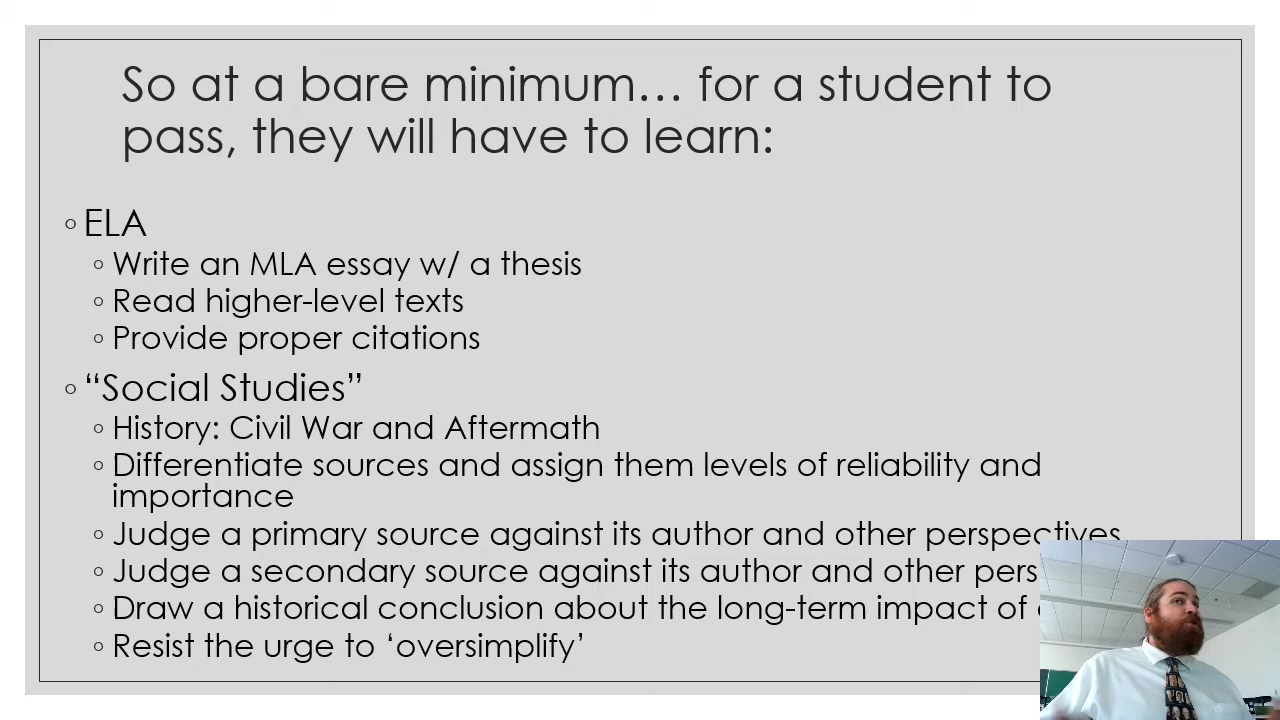 So at a bare minimum… for a student to
pass, they will have to learn:
ELA
Write an MLA essay w/ a thesis
Read higher-level texts
Provide proper citations
“Social Studies”
History: Civil War and Aftermath
Differentiate sources and assign them levels of reliability and
importance
Judge a primary source against its author and other perspectives
Judge a secondary source against its author and other
Draw a historical conclusion about the long-term impact of
Resist the urge to ‘oversimplify’